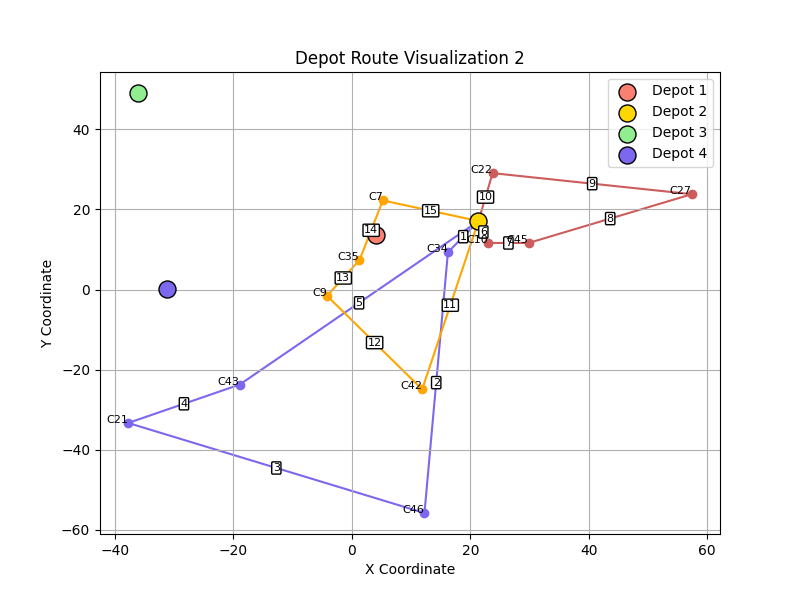 Depot Route Visualization 2
Depot 1
Depot 2
Depot 3
Depot 4
C22
C27
C7
C45
C34
C35
C9
C43
C42
C21
C46
1
2
3
4
5
6
7
8
9
10
11
12
13
14
15
40
20
0
−20
−40
−60
−40
−20
0
20
40
60
X Coordinate
Y Coordinate